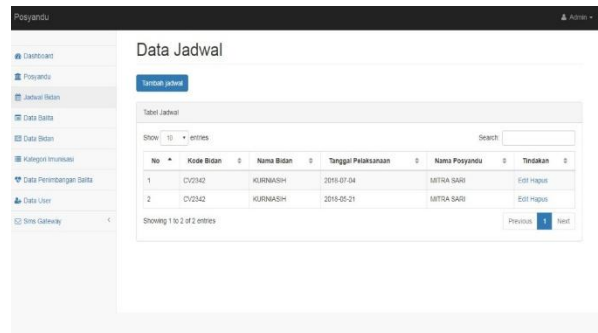 Posyandu
Admin
Dashboard
Posyandu
Jadwal Bidan
Data Balita
Data Bidan
Kategori Imunisasi
Data Penimbangan Balita
Data User
Sms Gateway
Data Jadwal
Tambah jadwal
Tabel Jadwal
Show 10 entries
Search:
No Kode Bidan Nama Bidan Tanggal Pelaksanaan Nama Posyandu Tindakan
1 CV2342 KURNIASIH 2018-07-04 MITRA SARI Edit Hapus
2 CV2342 KURNIASIH 2018-05-21 MITRA SARI Edit Hapus
Showing 1 to 2 of 2 entries
Previous 1 Next